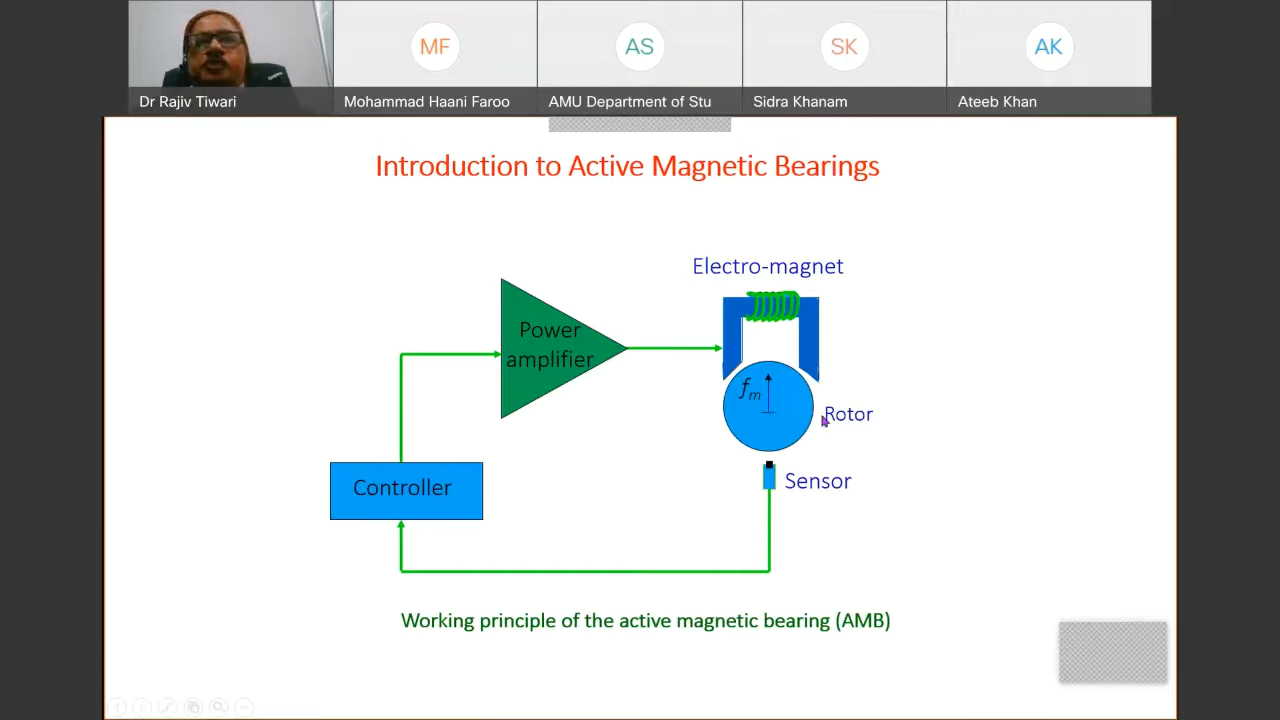 MF
AS
SK
AK
Dr Rajiv Tiwari
Mohammad Haani Faroo
AMU Department of Stu
Sidra Khanam
Ateeb Khan
Introduction to Active Magnetic Bearings
Electro-magnet
Power
amplifier
fm
Rotor
Controller
Sensor
Working principle of the active magnetic bearing (AMB)